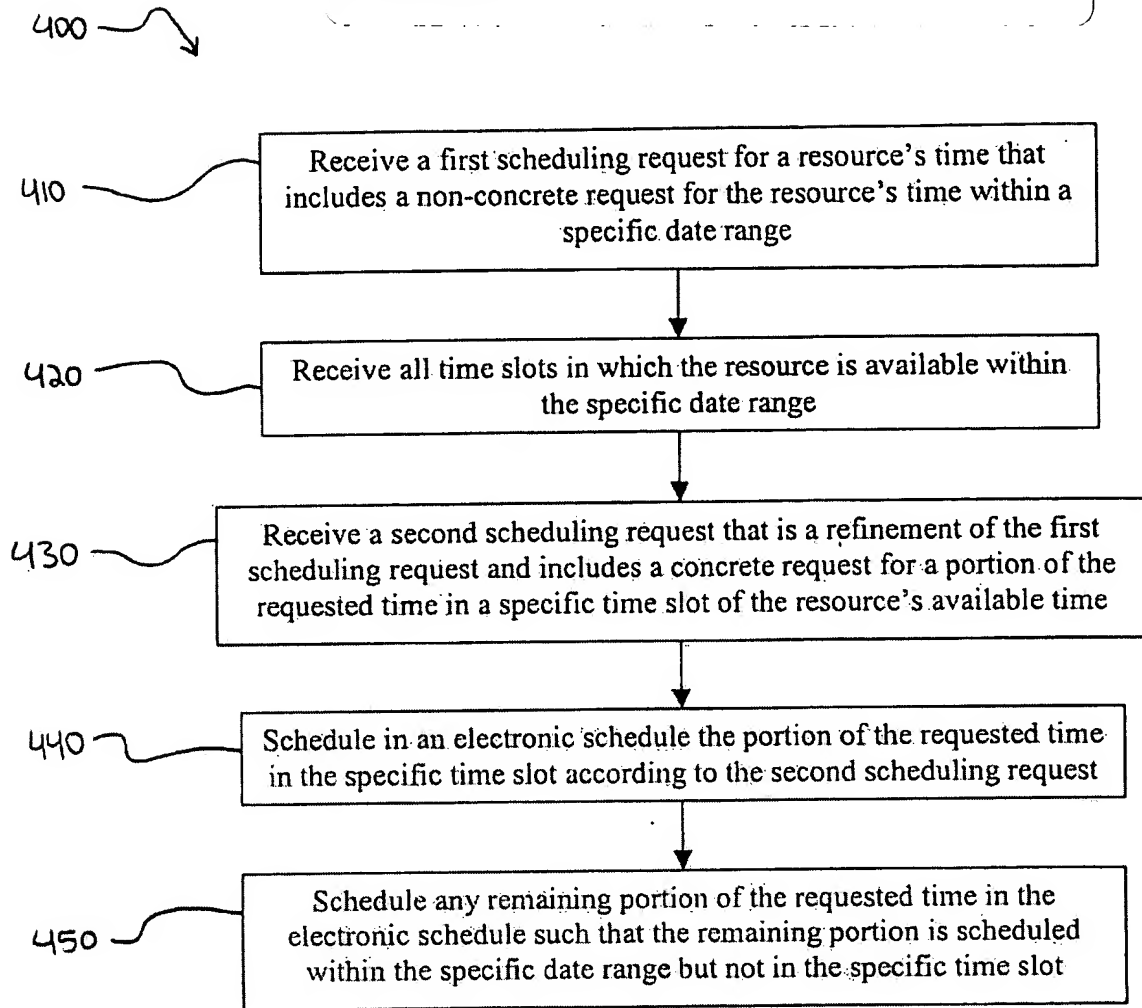 400
410
Receive a first scheduling request for a resource's time that
includes a non-concrete request for the resource's time within a
specific date range
420
Receive all time slots in which the resource is available within
the specific date range
430
Receive a second scheduling request that is a refinement of the first
scheduling request and includes a concrete request for a portion of the
requested time in a specific time slot of the resource's available time
440
Schedule in an electronic schedule the portion of the requested time
in the specific time slot according to the second scheduling request
450
Schedule any remaining portion of the requested time in the
electronic schedule such that the remaining portion is scheduled
within the specific date range but not in the specific time slot